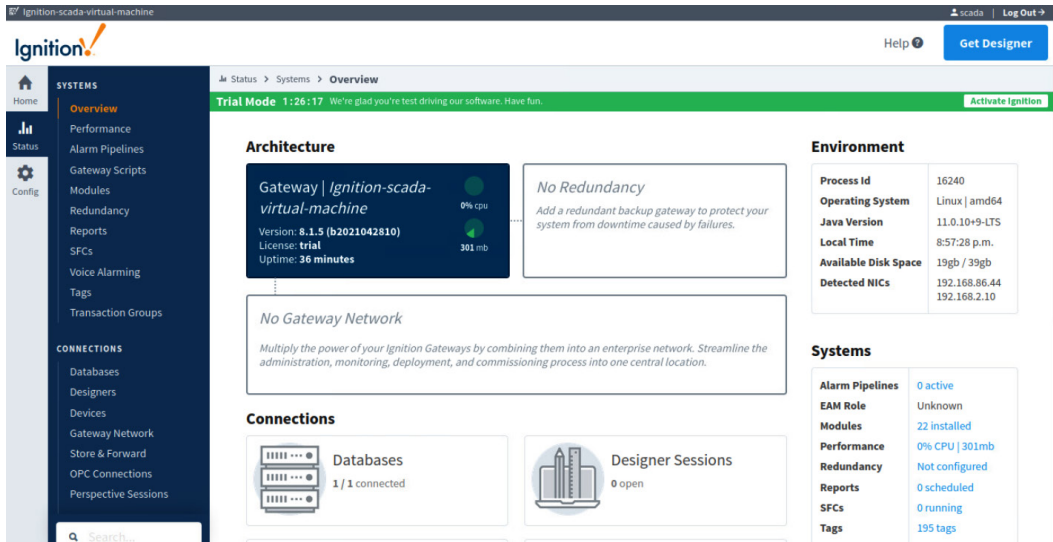 Ignition-scada-virtual-machine
scada | Log Out
Ignition!
Help
Get Designer
Home
Status
Config
SYSTEMS
Overview
Performance
Alarm Pipelines
Gateway Scripts
Modules
Redundancy
Reports
SFCs
Voice Alarming
Tags
Transaction Groups
CONNECTIONS
Databases
Designers
Devices
Gateway Network
Store & Forward
OPC Connections
Perspective Sessions
Search...
Status > Systems > Overview
Trial Mode 1:26:17 We're glad you're test driving our software. Have fun.
Activate Ignition
Architecture
Gateway | Ignition-scada-
virtual-machine
Version: 8.1.5 (b2021042810)
License: trial
Uptime: 36 minutes
0% cpu
301 mb
No Redundancy
Add a redundant backup gateway to protect your
system from downtime caused by failures.
No Gateway Network
Multiply the power of your Ignition Gateways by combining them into an enterprise network. Streamline the
administration, monitoring, deployment, and commissioning process into one central location.
Connections
Databases
1 / 1 connected
Designer Sessions
0 open
Environment
Process Id 16240
Operating System Linux | amd64
Java Version 11.0.10+9-LTS
Local Time 8:57:28 p.m.
Available Disk Space 19gb / 39gb
Detected NICs 192.168.86.44
192.168.2.10
Systems
Alarm Pipelines 0 active
EAM Role Unknown
Modules 22 installed
Performance 0% CPU | 301mb
Redundancy Not configured
Reports 0 scheduled
SFCs 0 running
Tags 195 tags